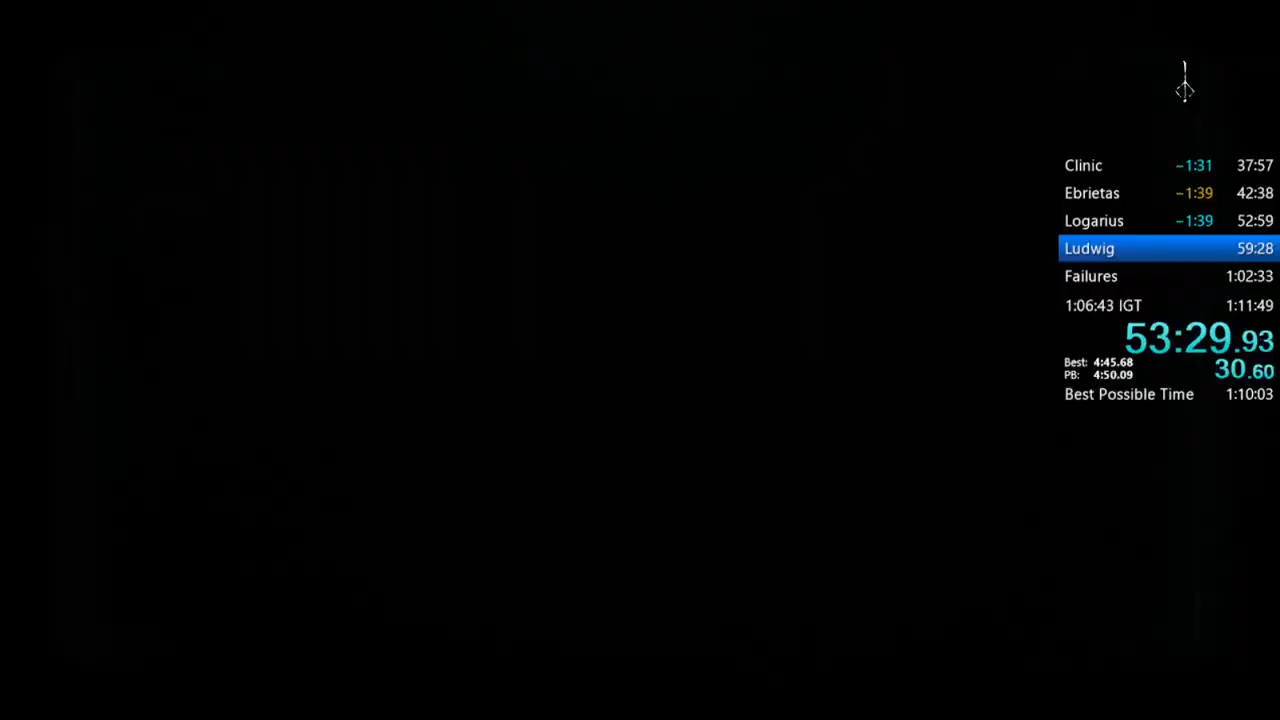 Clinic -1:31 37:57
Ebrietas -1:39 42:38
Logarius -1:39 52:59
Ludwig 59:28
Failures 1:02:33
1:06:43 IGT 1:11:49
53:29.93
Best: 4:45.68
PB: 4:50.09 30.60
Best Possible Time 1:10:03